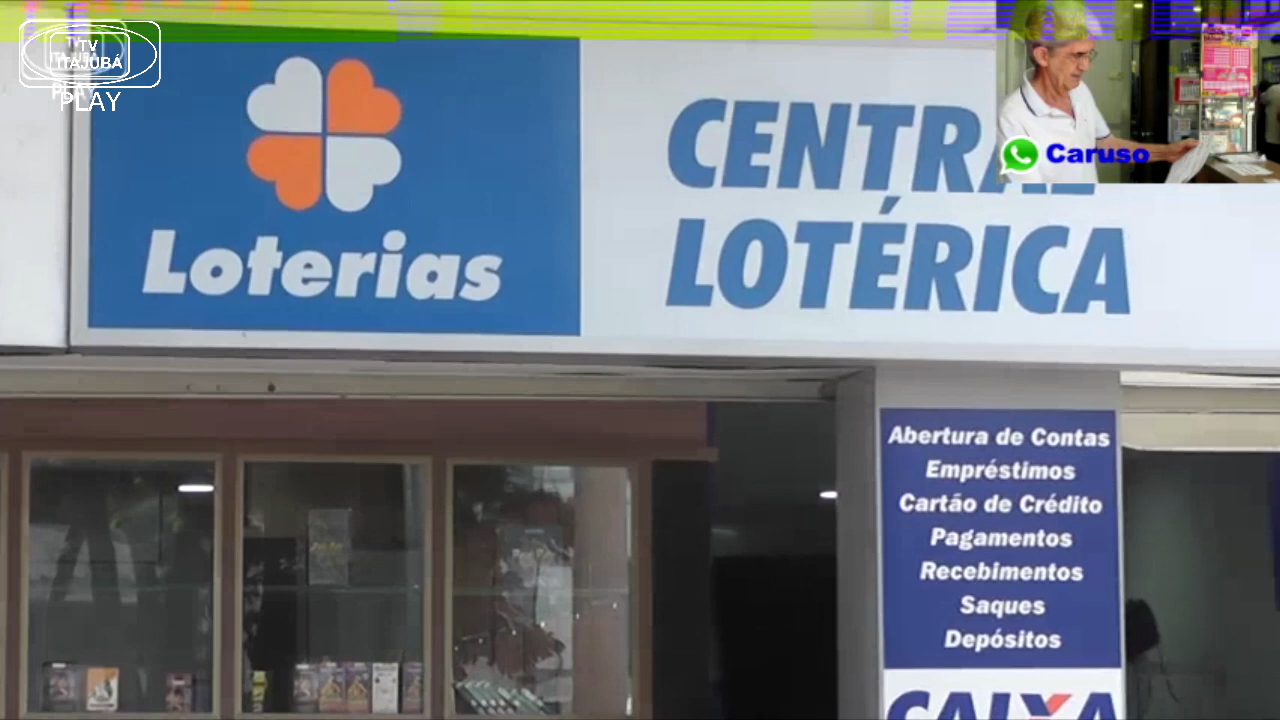 TV
ITAJUBÁ
PLAY
Loterias
CENTRAL
LOTÉRICA
Caruso
Abertura de Contas
Empréstimos
Cartão de Crédito
Pagamentos
Recebimentos
Saques
Depósitos
CAIXA